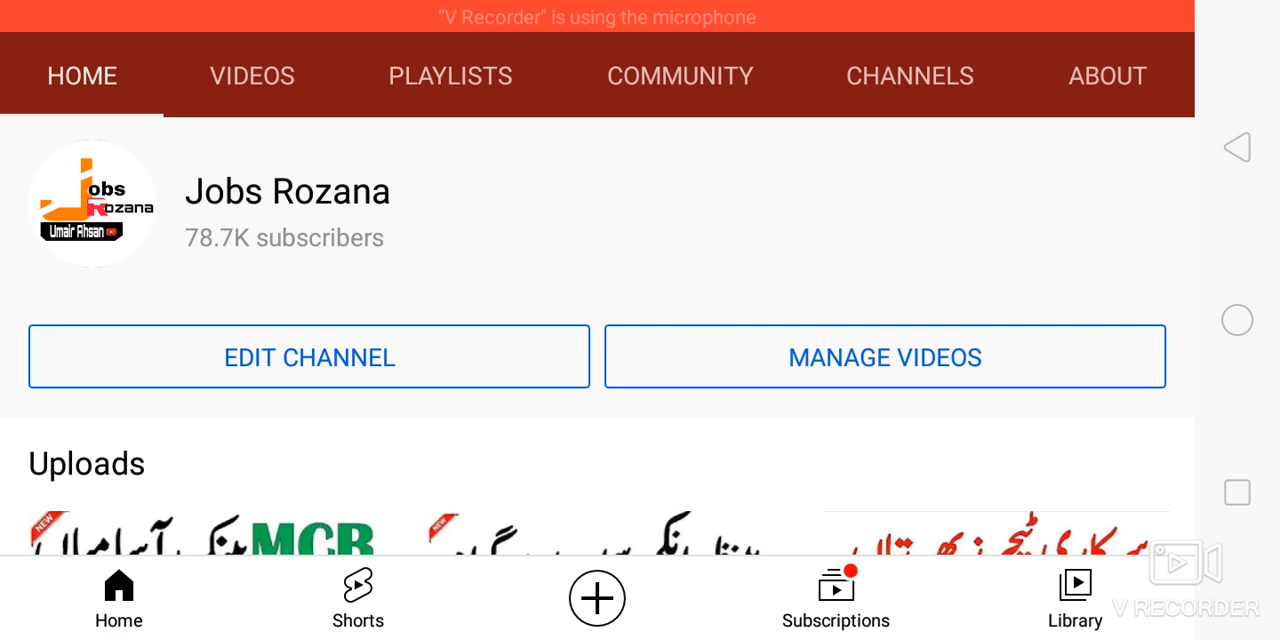 "V Recorder" is using the microphone
HOME VIDEOS PLAYLISTS COMMUNITY CHANNELS ABOUT
Jobs Rozana
Umair Ahsan
Jobs Rozana
78.7K subscribers
EDIT CHANNEL MANAGE VIDEOS
Uploads
NEW MCB NEW
Home Shorts Subscriptions Library
V RECORDER